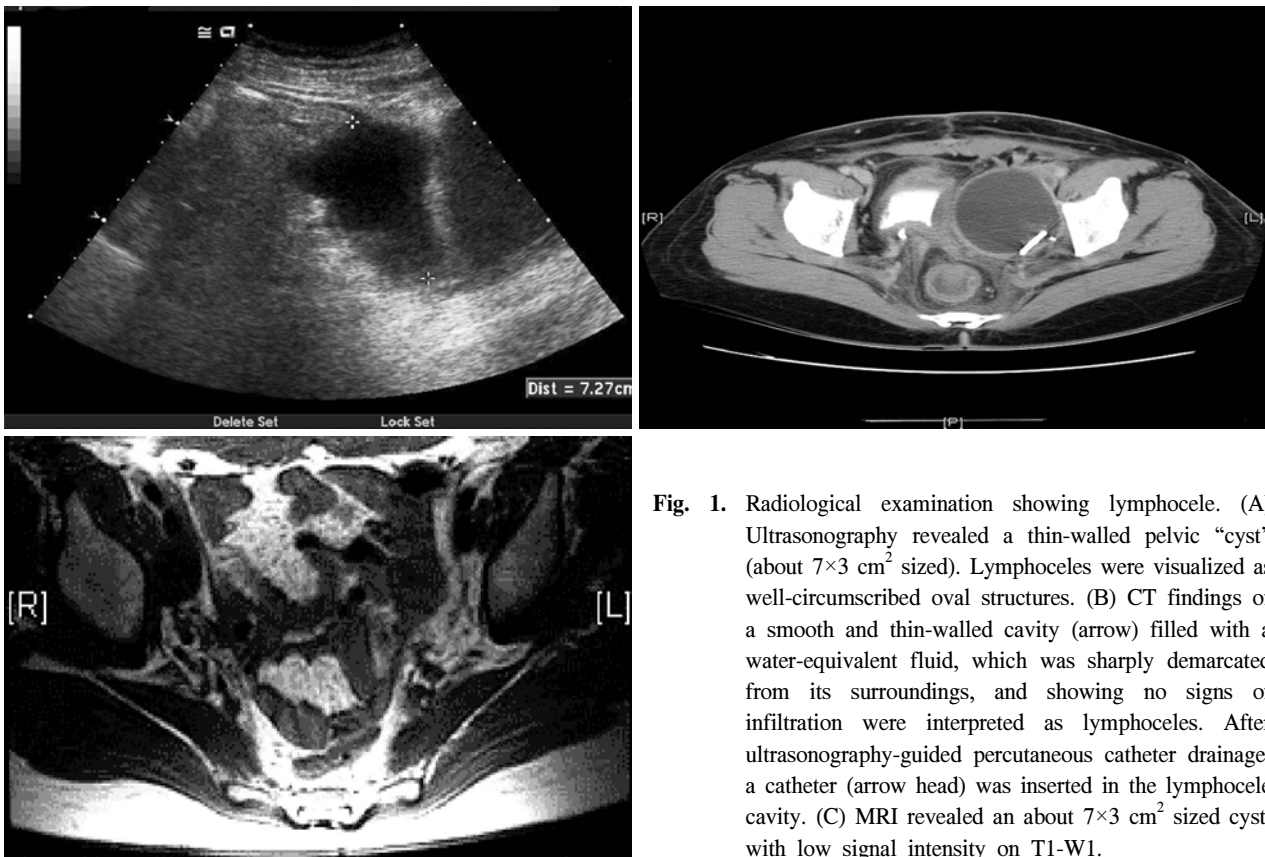 Dist = 7.27cm
Delete Set Lock Set
[R] [L]
[P]
[R] [L]
Fig. 1. Radiological examination showing lymphocele. (A)
Ultrasonography revealed a thin-walled pelvic “cyst”
(about 7×3 cm² sized). Lymphoceles were visualized as
well-circumscribed oval structures. (B) CT findings of
a smooth and thin-walled cavity (arrow) filled with a
water-equivalent fluid, which was sharply demarcated
from its surroundings, and showing no signs of
infiltration were interpreted as lymphoceles. After
ultrasonography-guided percutaneous catheter drainage,
a catheter (arrow head) was inserted in the lymphocele
cavity. (C) MRI revealed an about 7×3 cm² sized cyst,
with low signal intensity on T1-W1.